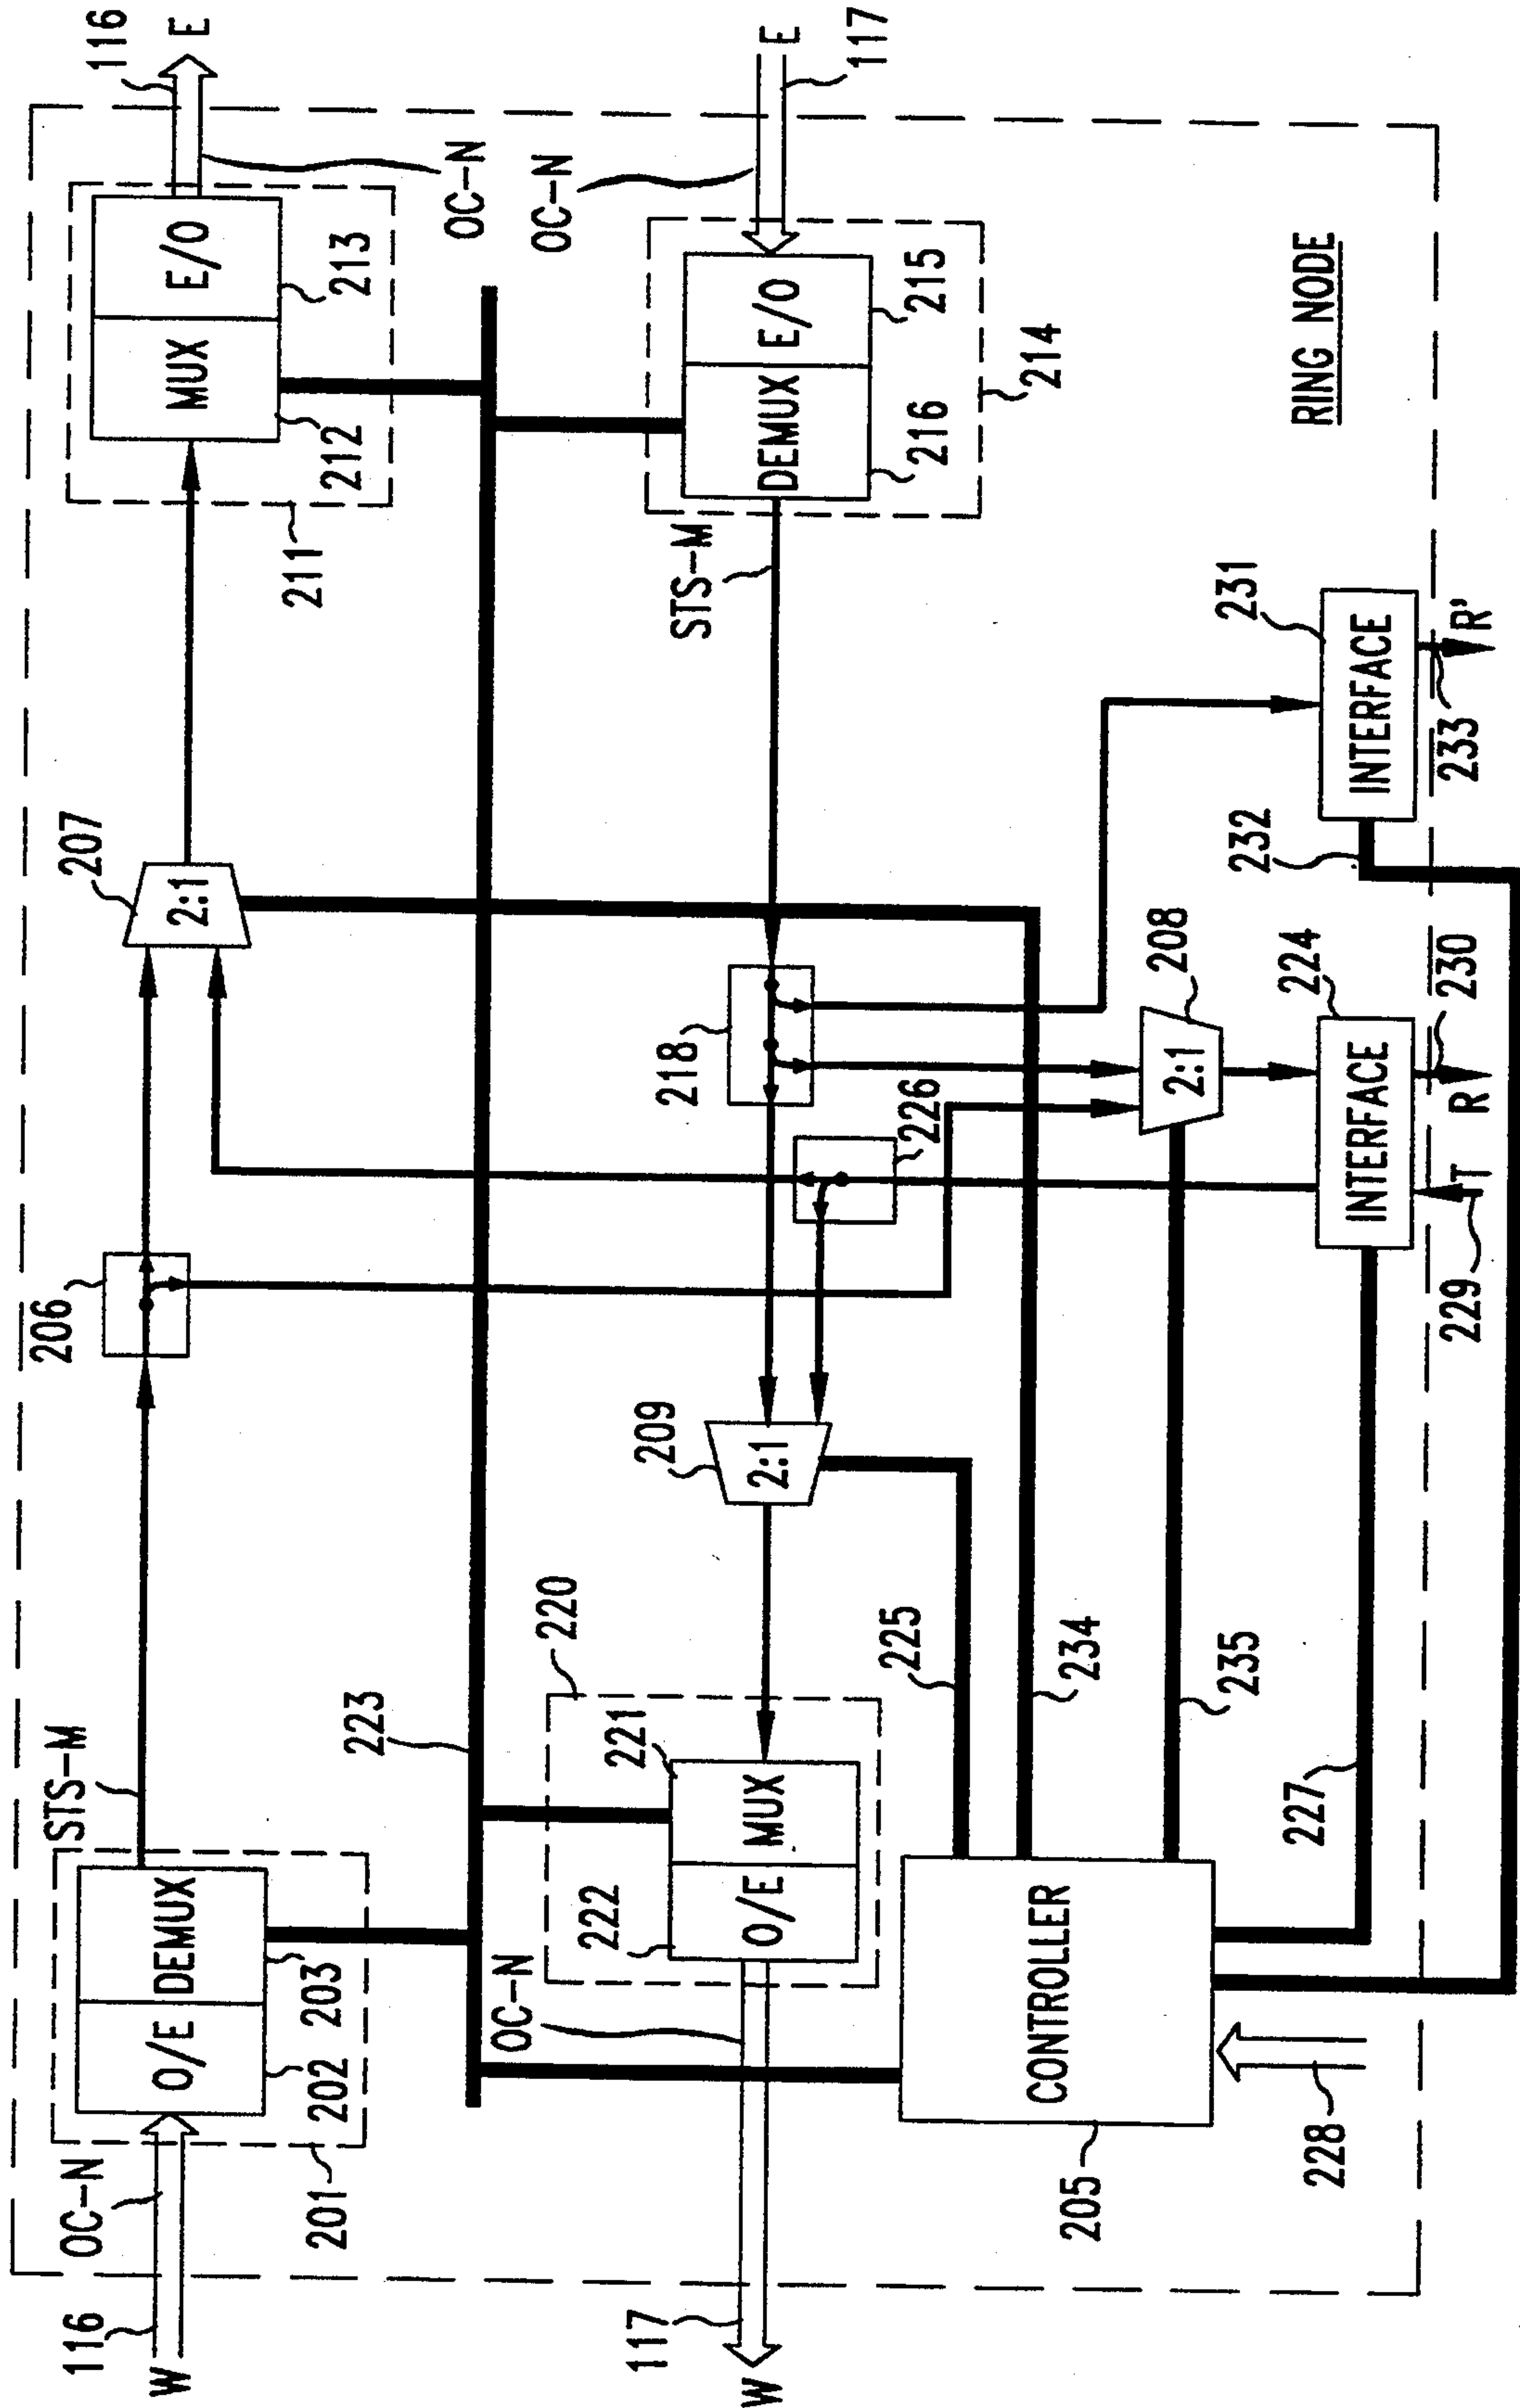 116
E
OC-N
211
MUX
E/O
212
213
207
2:1
206
STS-M
O/E
DEMUX
202
203
201
OC-N
116
W
223
OC-N
117
E
DEMUX
E/O
216
215
214
STS-M
218
226
209
2:1
220
221
222
O/E
MUX
OC-N
117
W
225
234
235
227
208
2:1
224
INTERFACE
229
T
R
230
231
INTERFACE
232
233
R'
CONTROLLER
205
228
RING NODE